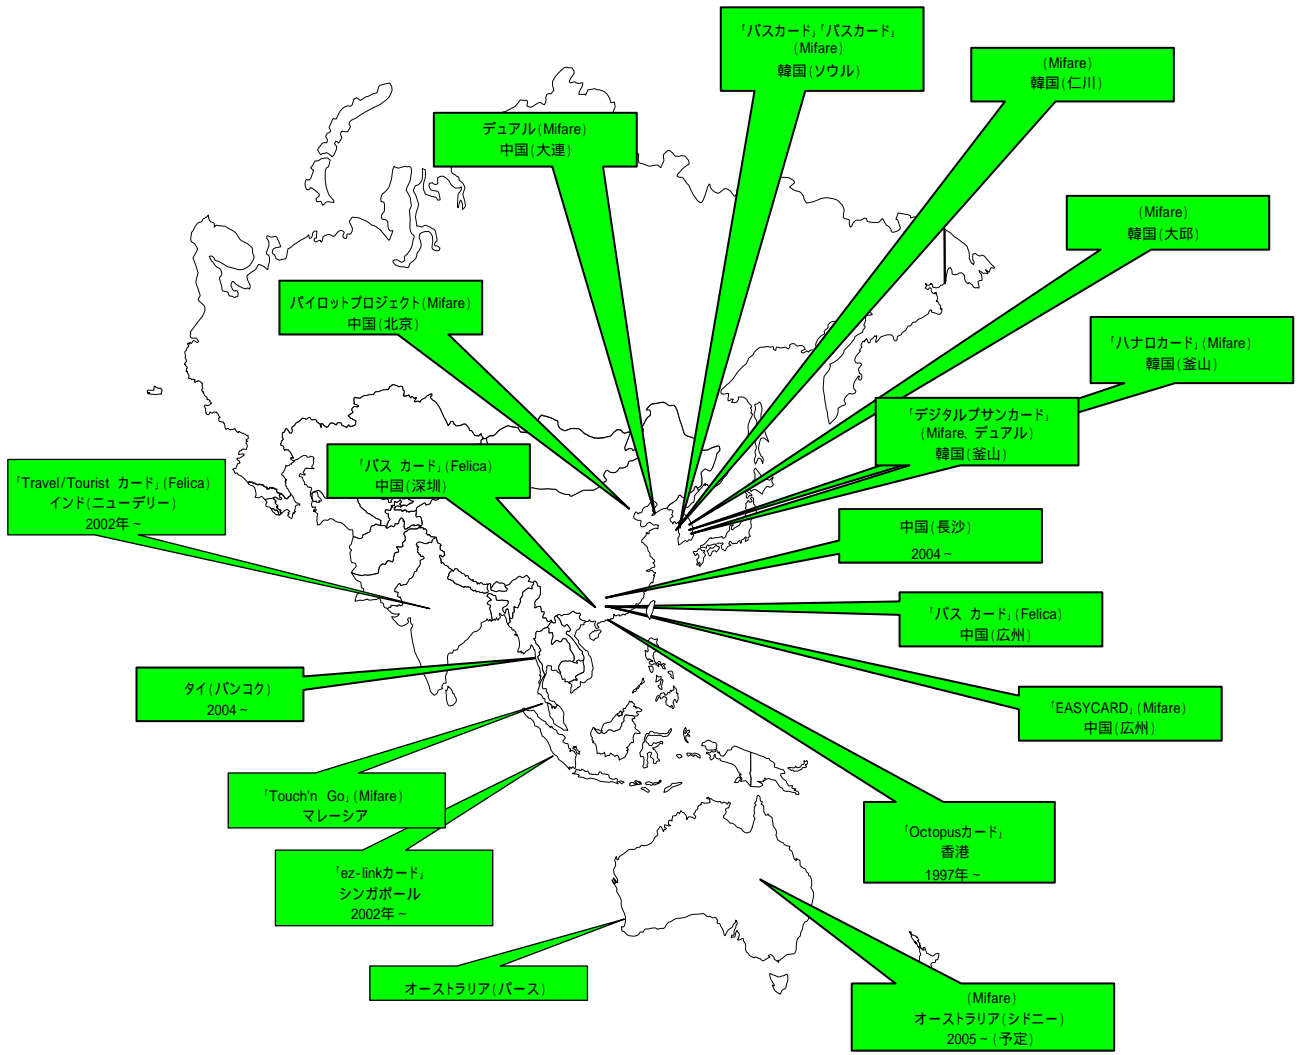 「バスカード」「パスカード」
(Mifare)
韓国(ソウル)
(Mifare)
韓国(仁川)
デュアル(Mifare)
中国(大連)
(Mifare)
韓国(大邱)
パイロットプロジェクト(Mifare)
中国(北京)
「ハナロカード」(Mifare)
韓国(釜山)
「デジタルブサンカード」
(Mifare、デュアル)
韓国(釜山)
「バス カード」(Felica)
中国(深圳)
「Travel/Tourist カード」(Felica)
インド(ニューデリー)
2002年~
中国(長沙)
2004~
「バス カード」(Felica)
中国(広州)
タイ(バンコク)
2004~
「EASYCARD」(Mifare)
中国(広州)
「Touch'n Go」(Mifare)
マレーシア
「Octopusカード」
香港
1997年~
「ez-linkカード」
シンガポール
2002年~
オーストラリア(パース)
(Mifare)
オーストラリア(シドニー)
2005~(予定)